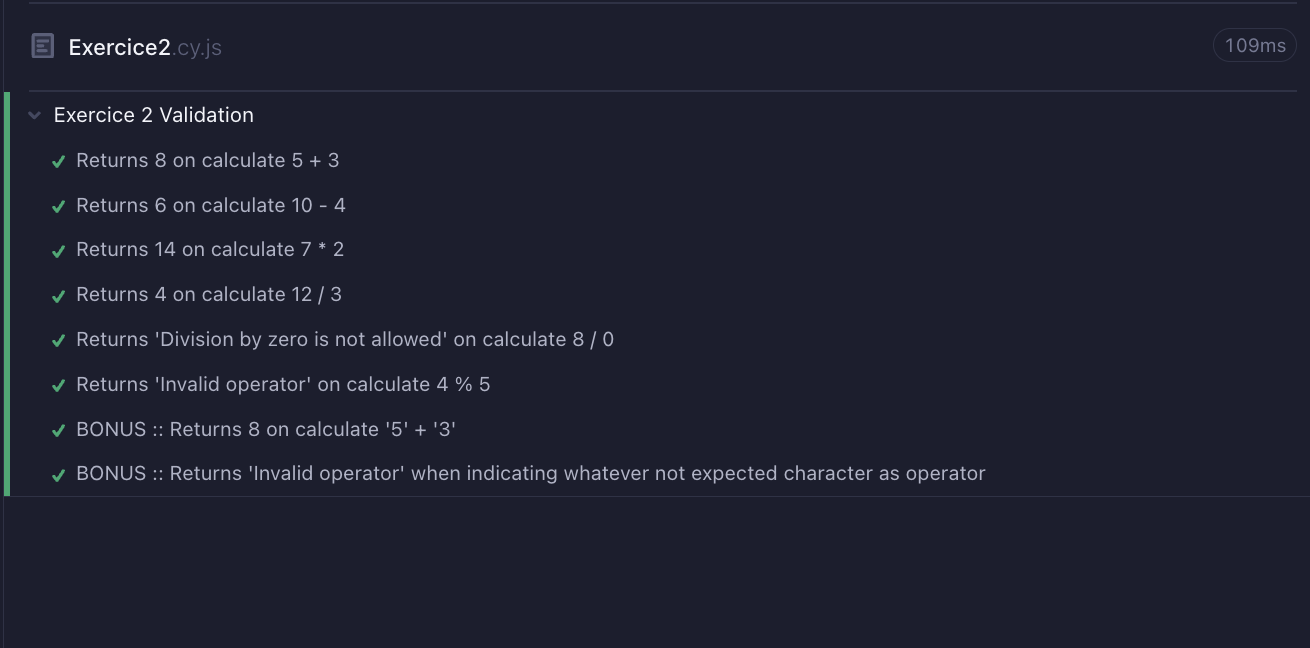 Exercice2.cy.js
109ms
Exercice 2 Validation
Returns 8 on calculate 5 + 3
Returns 6 on calculate 10 - 4
Returns 14 on calculate 7 * 2
Returns 4 on calculate 12 / 3
Returns 'Division by zero is not allowed' on calculate 8 / 0
Returns 'Invalid operator' on calculate 4 % 5
BONUS :: Returns 8 on calculate '5' + '3'
BONUS :: Returns 'Invalid operator' when indicating whatever not expected character as operator